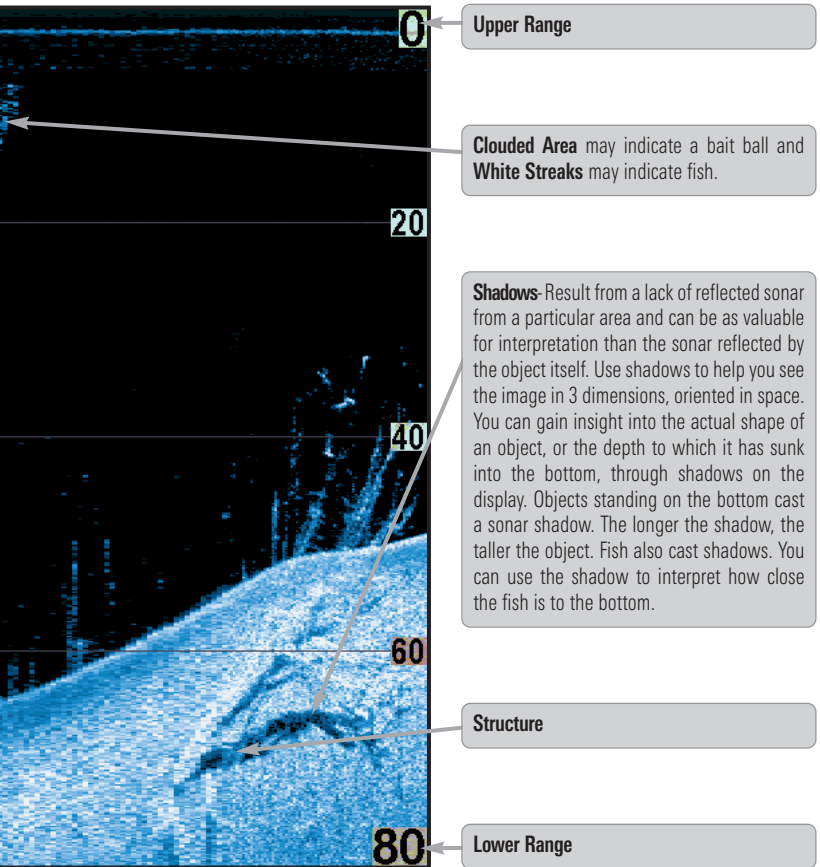 0
Upper Range
Clouded Area may indicate a bait ball and
White Streaks may indicate fish.
20
Shadows- Result from a lack of reflected sonar
from a particular area and can be as valuable
for interpretation than the sonar reflected by
the object itself. Use shadows to help you see
the image in 3 dimensions, oriented in space.
You can gain insight into the actual shape of
an object, or the depth to which it has sunk
into the bottom, through shadows on the
display. Objects standing on the bottom cast
a sonar shadow. The longer the shadow, the
taller the object. Fish also cast shadows. You
can use the shadow to interpret how close
the fish is to the bottom.
40
60
Structure
80
Lower Range